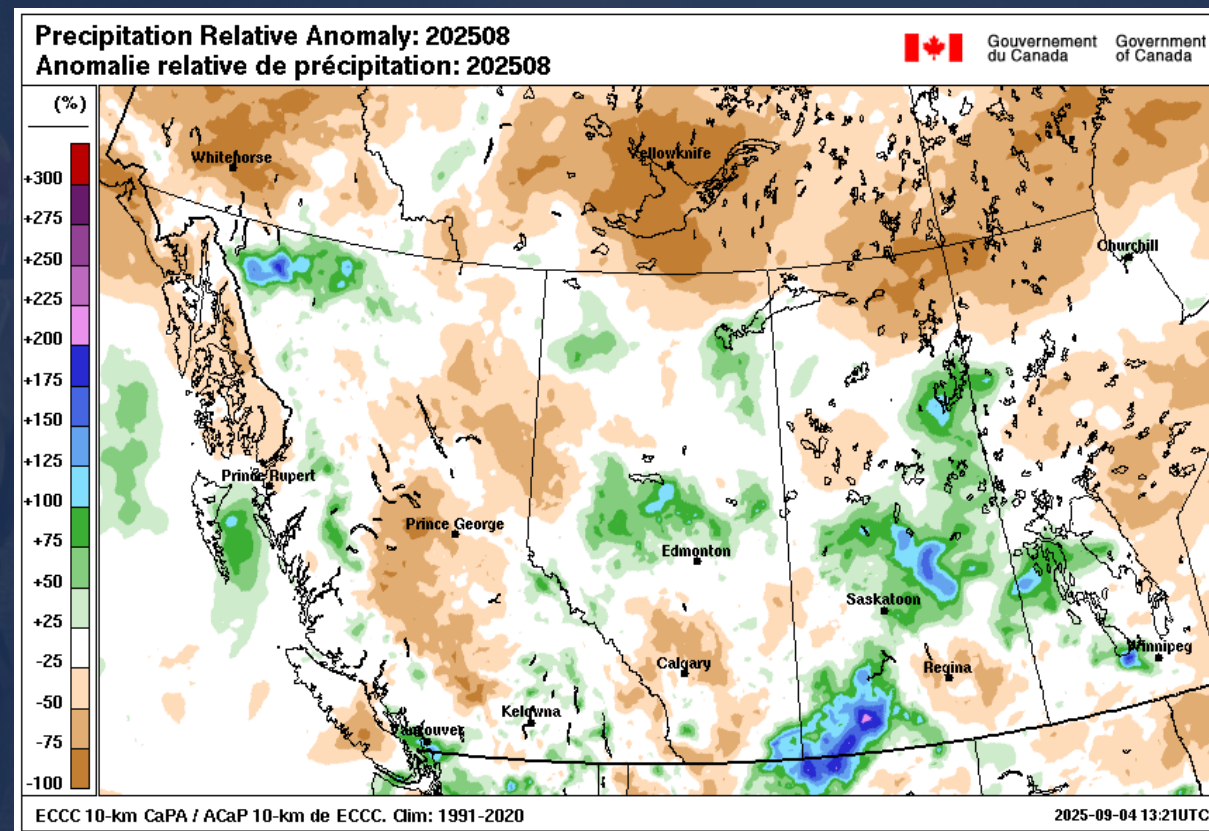 Precipitation Relative Anomaly: 202508
Anomalie relative de précipitation: 202508
Gouvernement du Canada
Government of Canada
(%)
+300
+275
+250
+225
+200
+175
+150
+125
+100
+75
+50
+25
-25
-50
-75
-100
Whitehorse
Yellowknife
Churchill
Prince Rupert
Prince George
Edmonton
Saskatoon
Winnipeg
Calgary
Regina
Kelowna
Vancouver
ECCC 10-km CaPA / ACaP 10-km de ECCC. Clim: 1991-2020
2025-09-04 13:21UTC